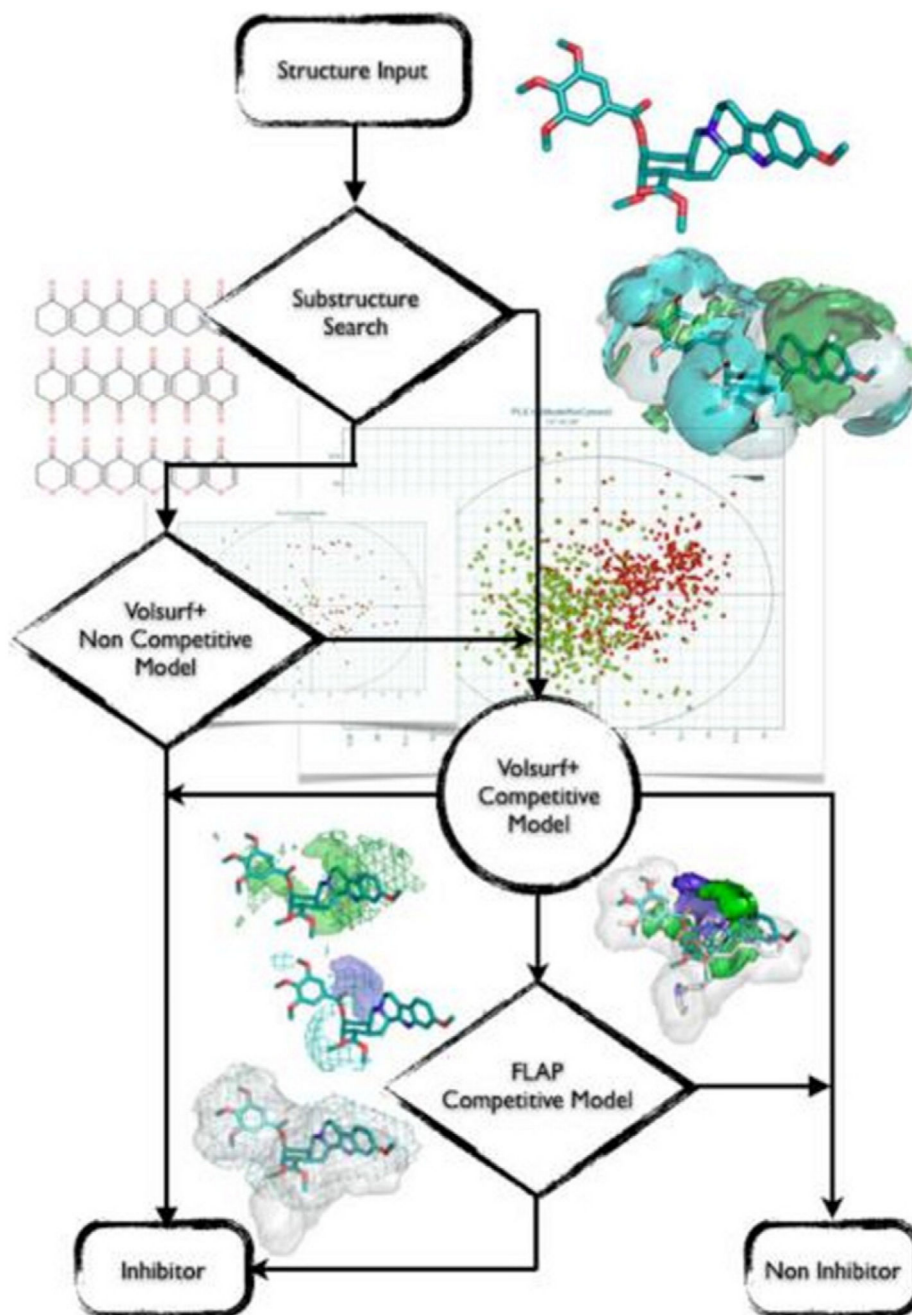 Structure Input
Substructure
Search
Volsurf+
Non Competitive
Model
Volsurf+
Competitive
Model
FLAP
Competitive Model
Inhibitor
Non Inhibitor